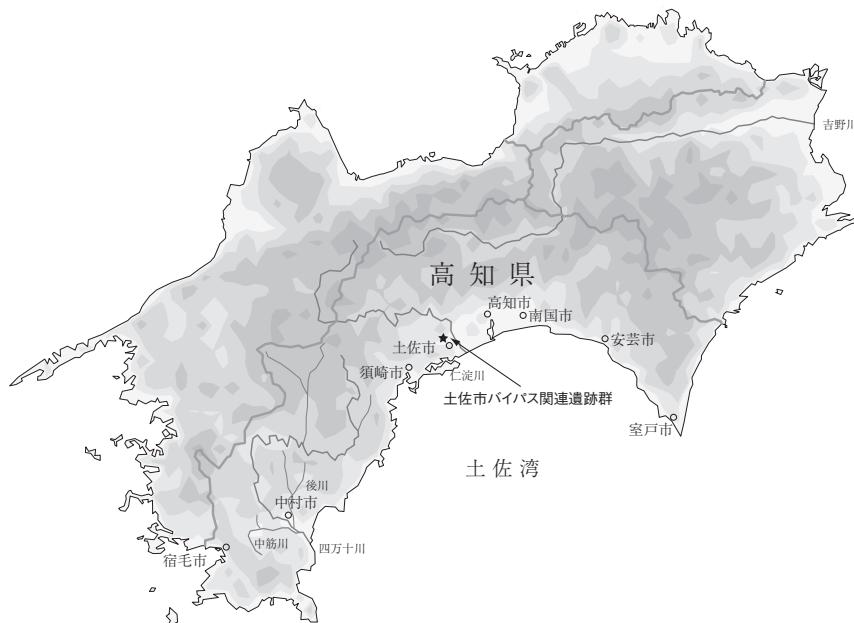 吉野川
高知県
高知市
南国市
安芸市
土佐市
須崎市
仁淀川
土佐市バイパス関連遺跡群
室戸市
土佐湾
後川
中村市
中筋川
四万十川
宿毛市